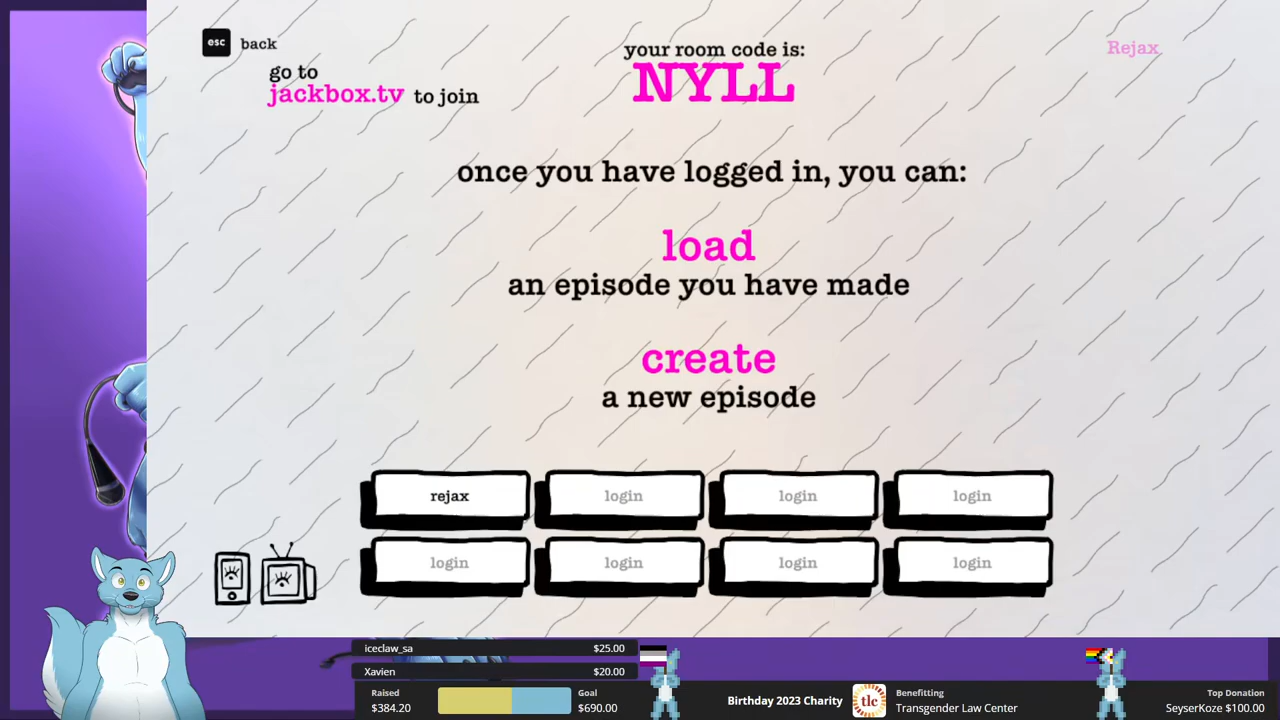 esc back
your room code is:
Rejax
go to
jackbox.tv to join
NYLL
once you have logged in, you can:
load
an episode you have made
create
a new episode
rejax login login login
login login login login
iceclaw_sa $25.00
Xavien $20.00
Raised
$384.20
Goal
$690.00
Birthday 2023 Charity
tlc
Benefitting
Transgender Law Center
Top Donation
SeyserKoze $100.00